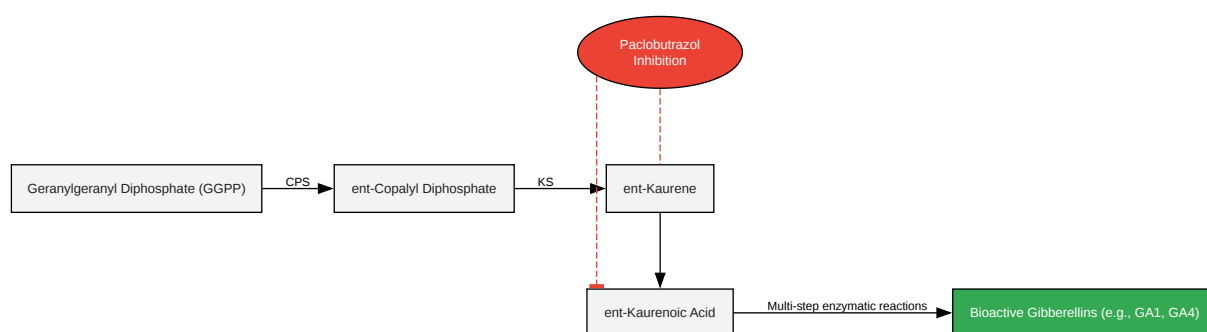 Paclobutrazol
Inhibition
Geranylgeranyl Diphosphate (GGPP)
CPS
ent-Copalyl Diphosphate
KS
ent-Kaurene
ent-Kaurenoic Acid
Multi-step enzymatic reactions
Bioactive Gibberellins (e.g., GA1, GA4)